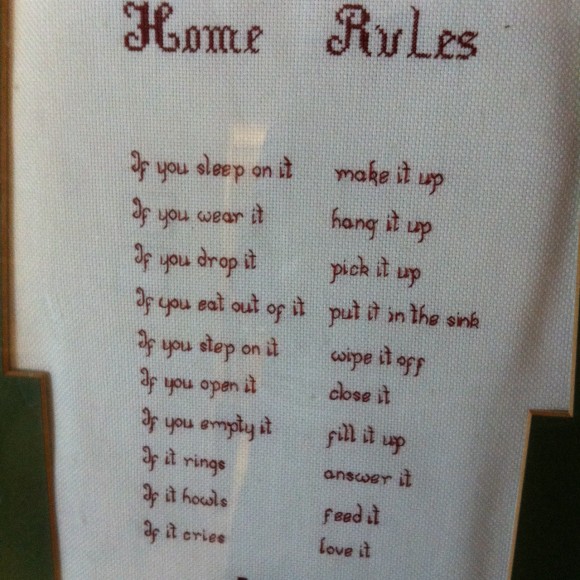 Home Rules
If you sleep on it make it up
If you wear it hang it up
If you drop it pick it up
If you eat out of it put it in the sink
If you step on it wipe it off
If you open it close it
If you empty it fill it up
If it rings answer it
If it howls feed it
If it cries love it